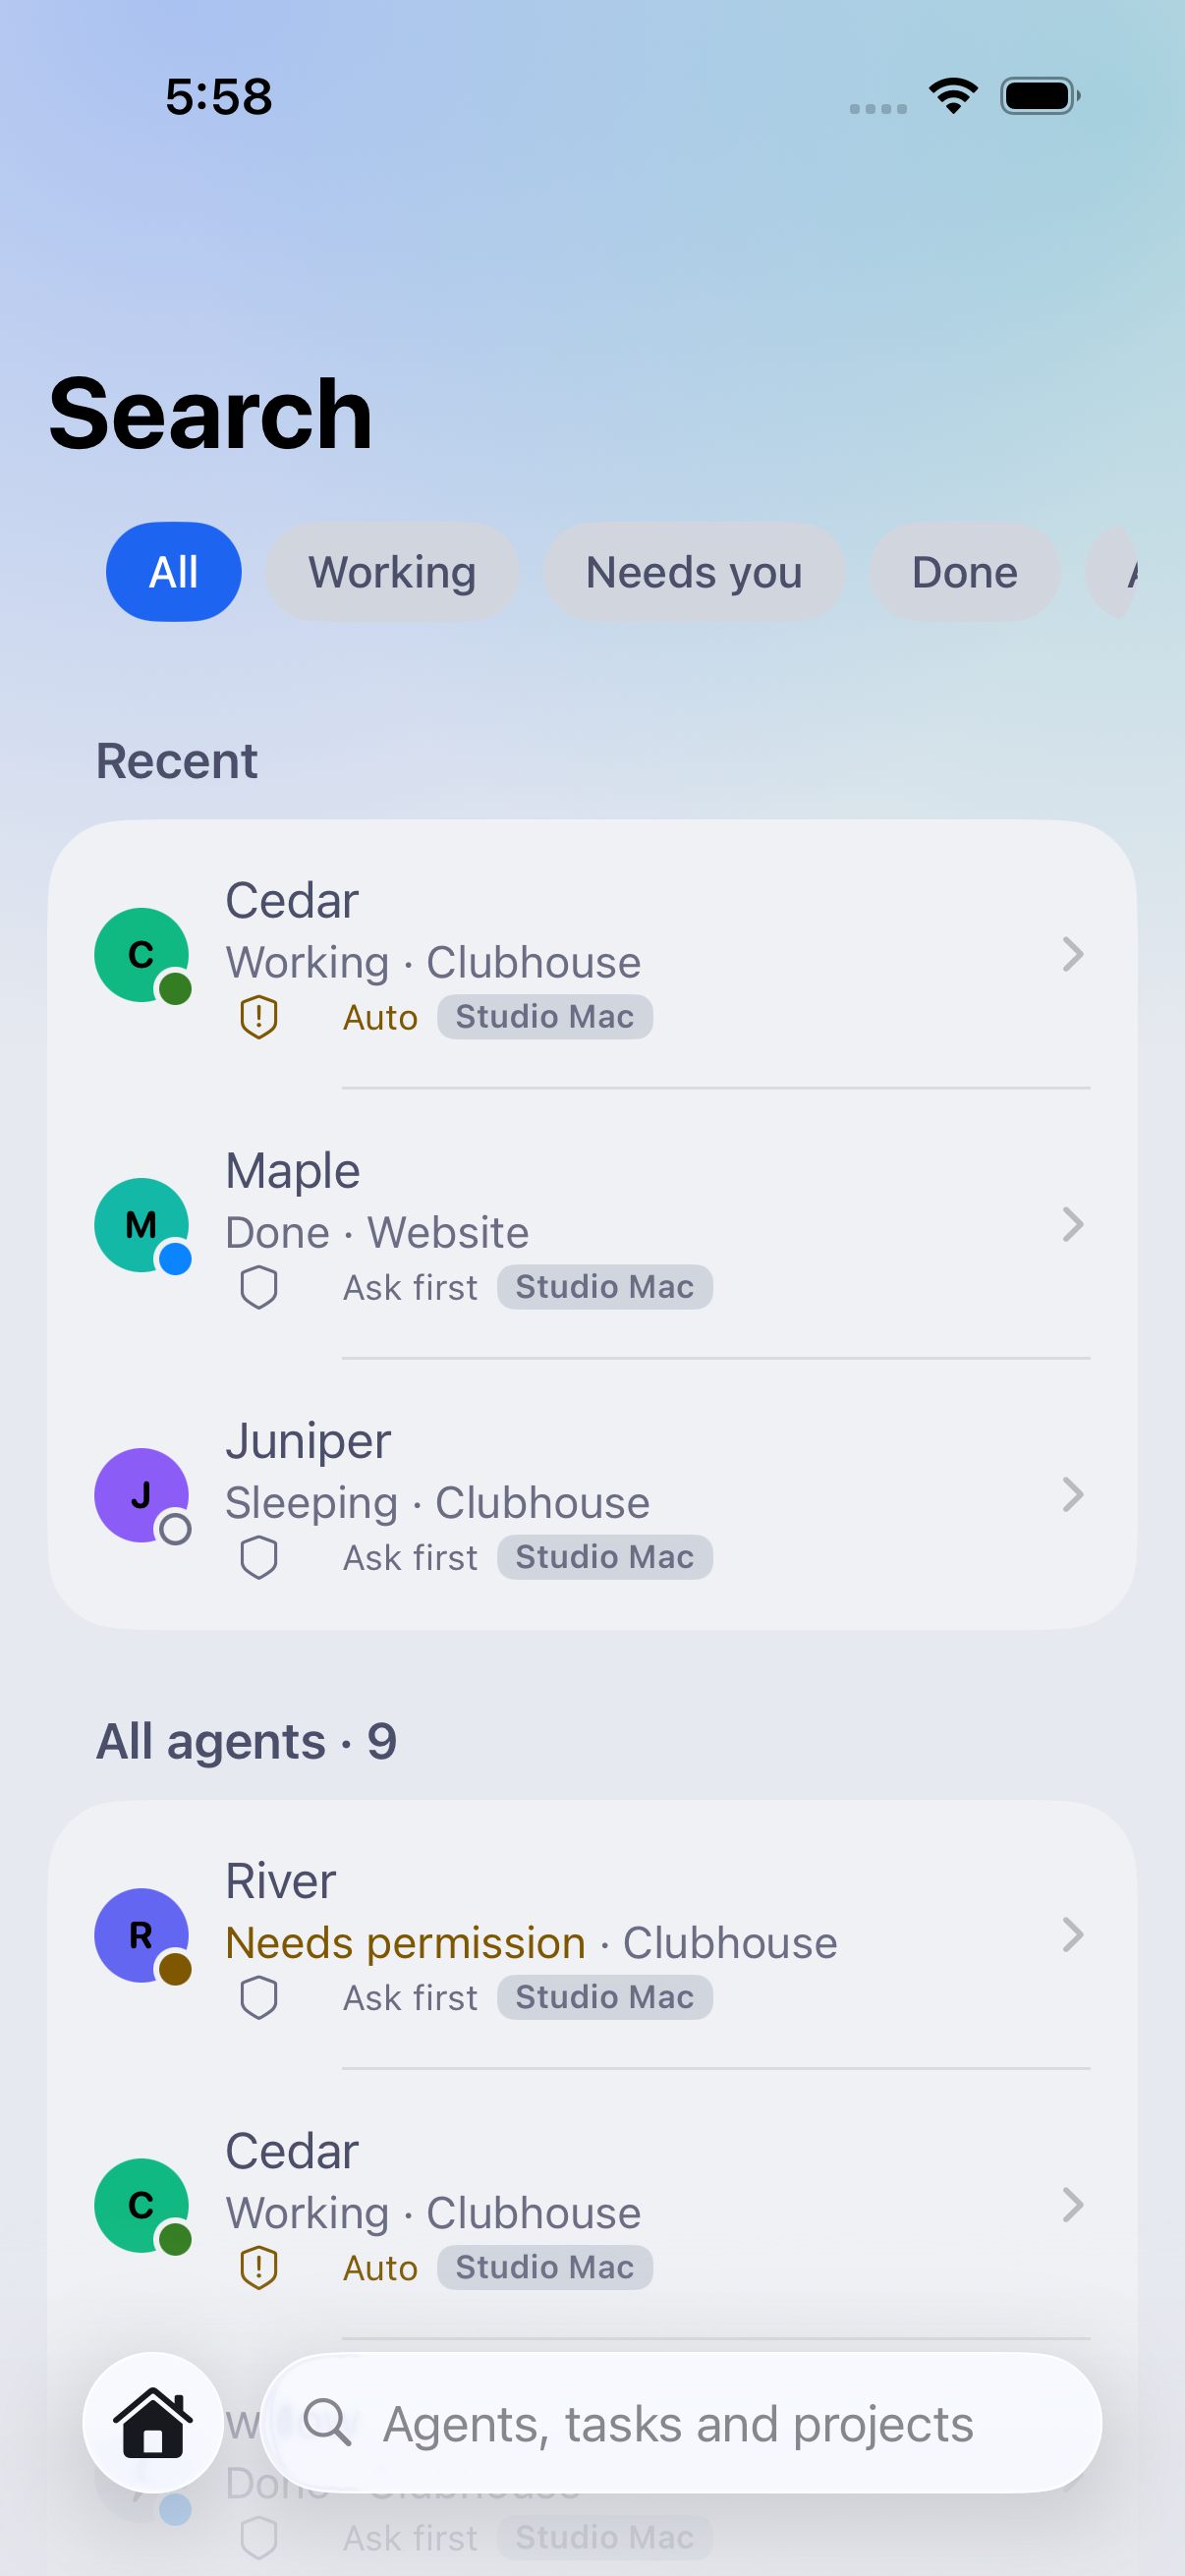 5:58
Search
All
Working
Needs you
Done
Recent
C
Cedar
Working · Clubhouse
Auto
Studio Mac
M
Maple
Done · Website
Ask first
Studio Mac
J
Juniper
Sleeping · Clubhouse
Ask first
Studio Mac
All agents · 9
R
River
Needs permission · Clubhouse
Ask first
Studio Mac
C
Cedar
Working · Clubhouse
Auto
Studio Mac
Agents, tasks and projects
Done · Clubhouse
Ask first
Studio Mac